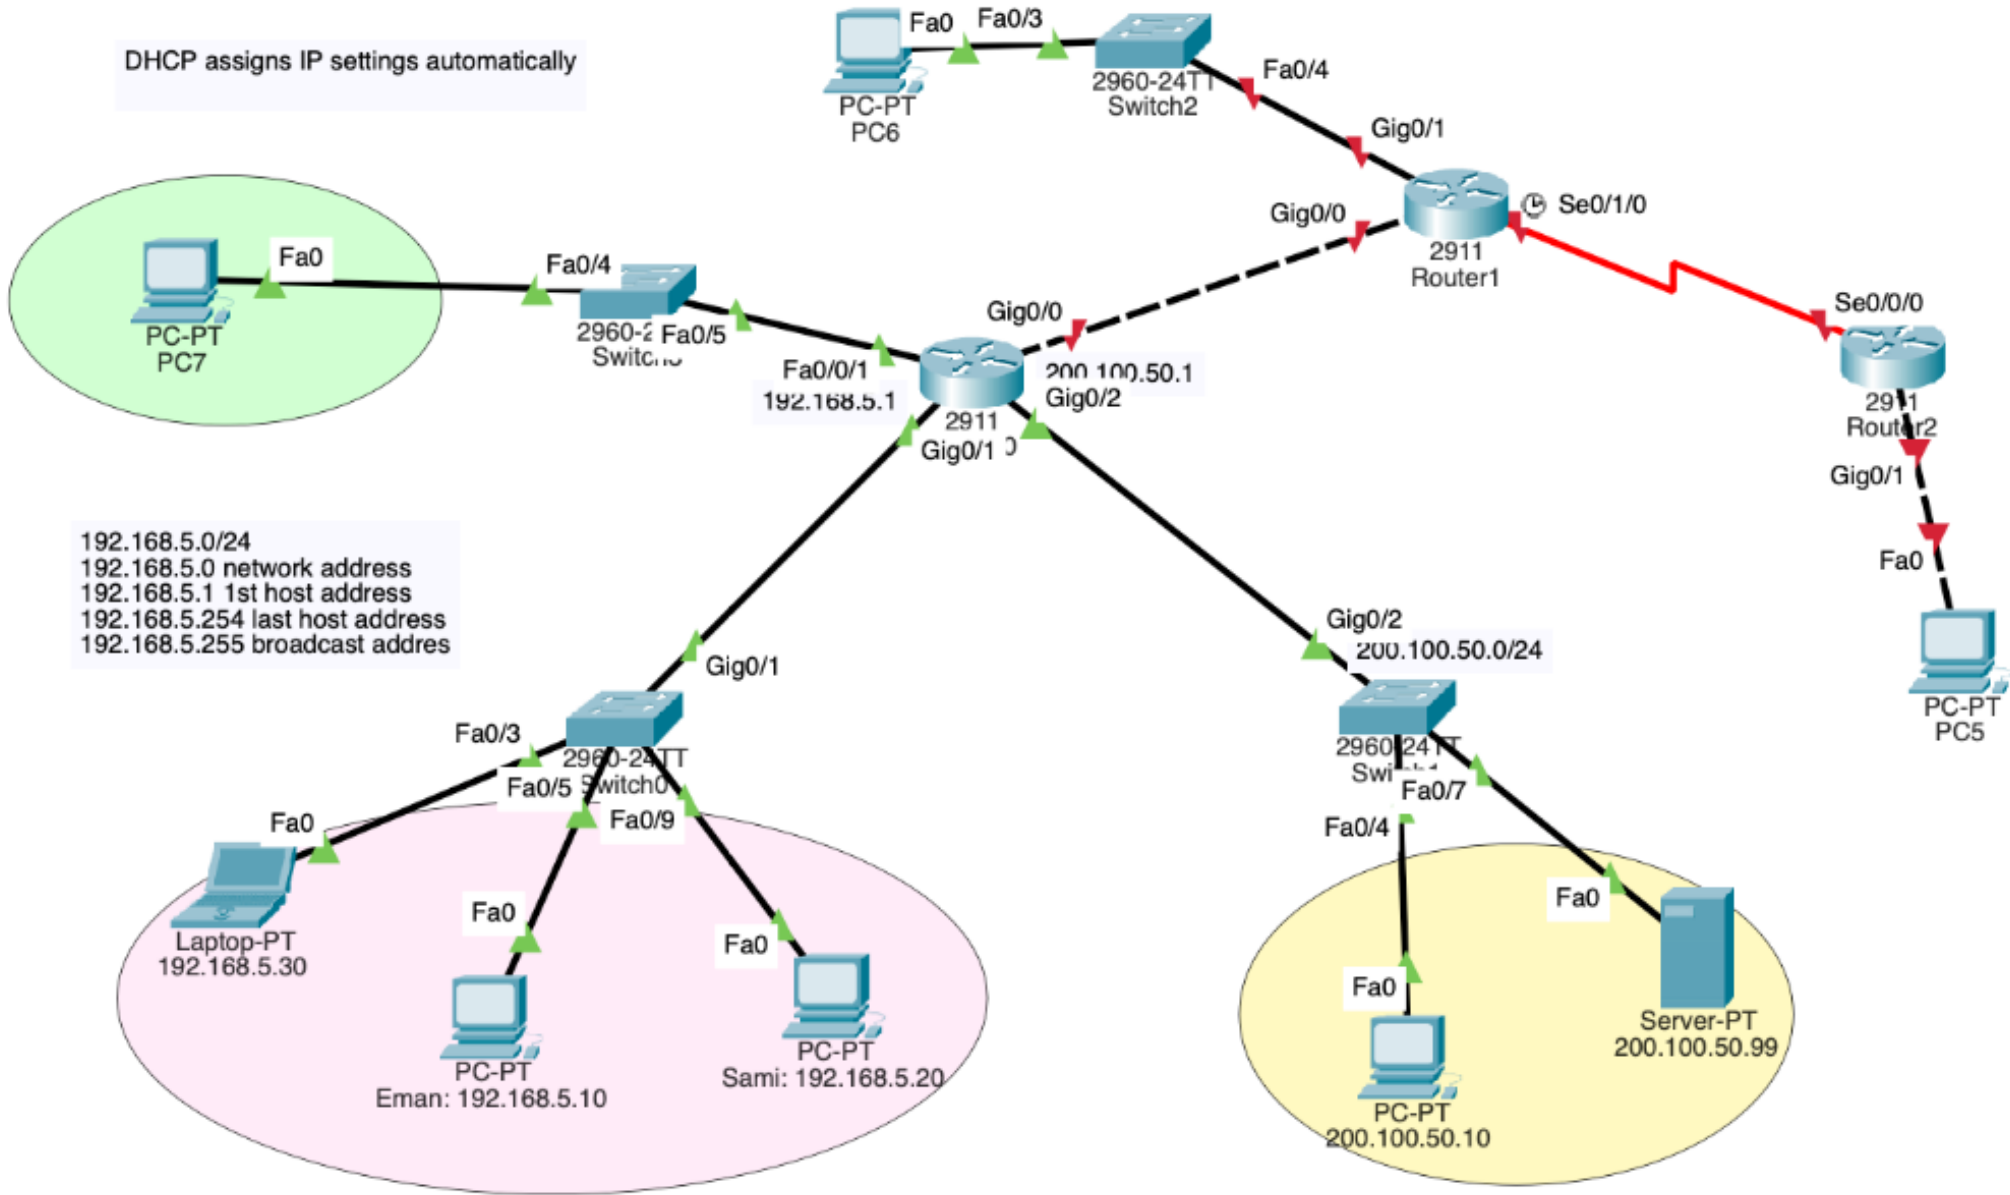 DHCP assigns IP settings automatically
Fa0
Fa0/3
PC-PT
PC6
2960-24TT
Switch2
Fa0/4
Gig0/1
Gig0/0
Se0/1/0
2911
Router1
Se0/0/0
2911
Router2
Gig0/1
Fa0
PC-PT
PC5
Fa0
PC-PT
PC7
Fa0/4
Fa0/5
Fa0/0/1
192.168.5.1
Gig0/0
200.100.50.1
Gig0/2
2911
Gig0/1
192.168.5.0/24
192.168.5.0 network address
192.168.5.1 1st host address
192.168.5.254 last host address
192.168.5.255 broadcast addres
Gig0/1
Fa0/3
2960-24TT
Switch0
Fa0/5
Fa0/9
Fa0
Laptop-PT
192.168.5.30
Fa0
PC-PT
Eman: 192.168.5.10
Fa0
PC-PT
Sami: 192.168.5.20
Gig0/2
200.100.50.0/24
2960-24TT
Fa0/7
Fa0/4
Fa0
Fa0
PC-PT
200.100.50.10
Server-PT
200.100.50.99